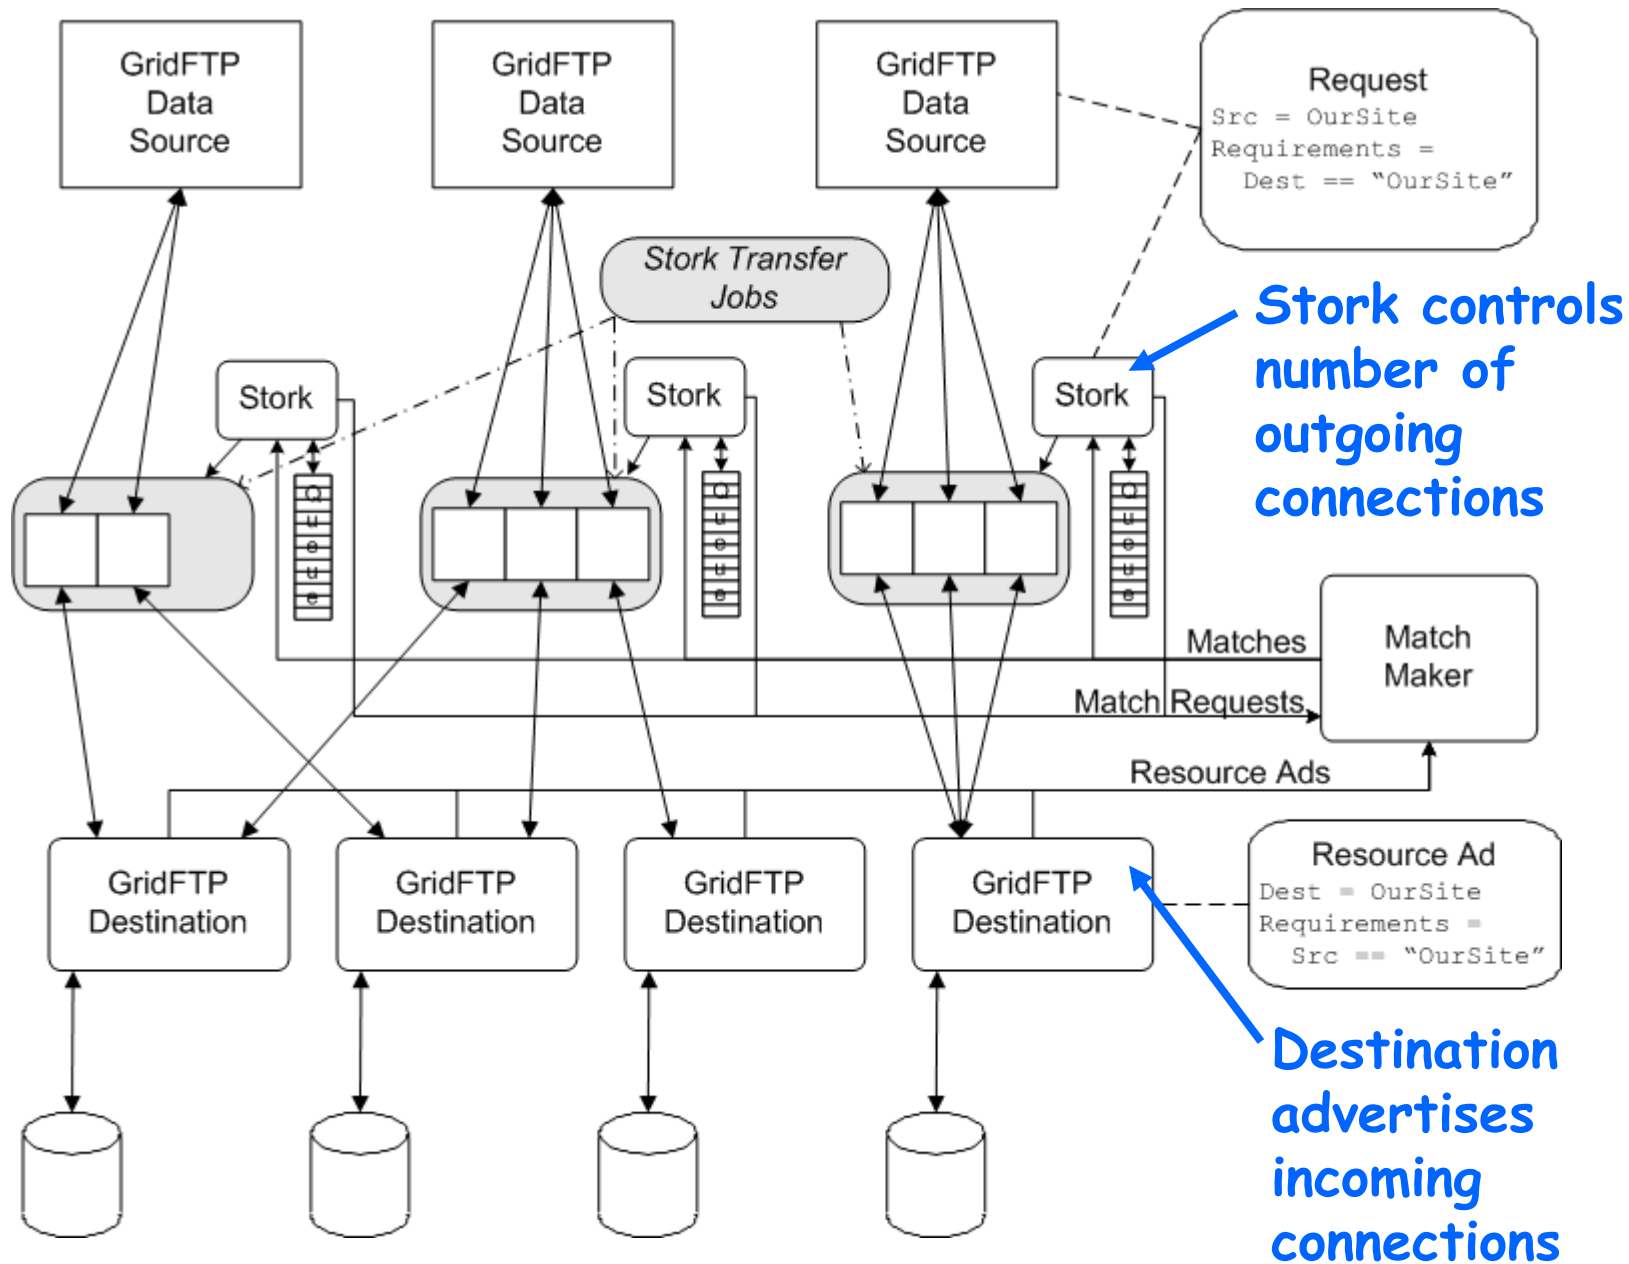 GridFTP
Data
Source
GridFTP
Data
Source
GridFTP
Data
Source
Request
Src = OurSite
Requirements =
Dest == “OurSite”
Stork Transfer
Jobs
Stork controls
number of
outgoing
connections
Stork
Stork
Stork
Queue
Queue
Queue
Matches
Match Requests
Match
Maker
Resource Ads
GridFTP
Destination
GridFTP
Destination
GridFTP
Destination
GridFTP
Destination
Resource Ad
Dest = OurSite
Requirements =
Src == “OurSite”
Destination
advertises
incoming
connections